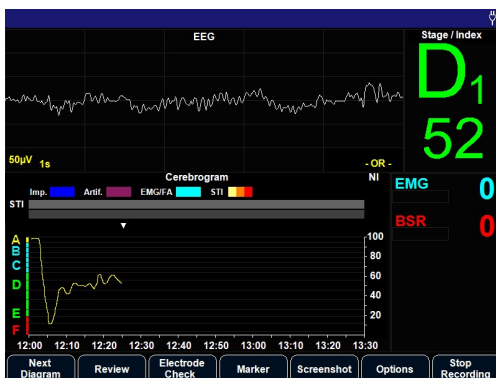 EEG
Stage / Index
D1
52
50µV 1s
- OR -
Cerebrogram
NI
Imp. Artif. EMG/FA STI
STI
EMG 0
BSR 0
A
B
C
D
E
F
100
80
60
40
20
12:00 12:10 12:20 12:30 12:40 12:50 13:00 13:10 13:20 13:30
Next Diagram
Review
Electrode Check
Marker
Screenshot
Options
Stop Recording